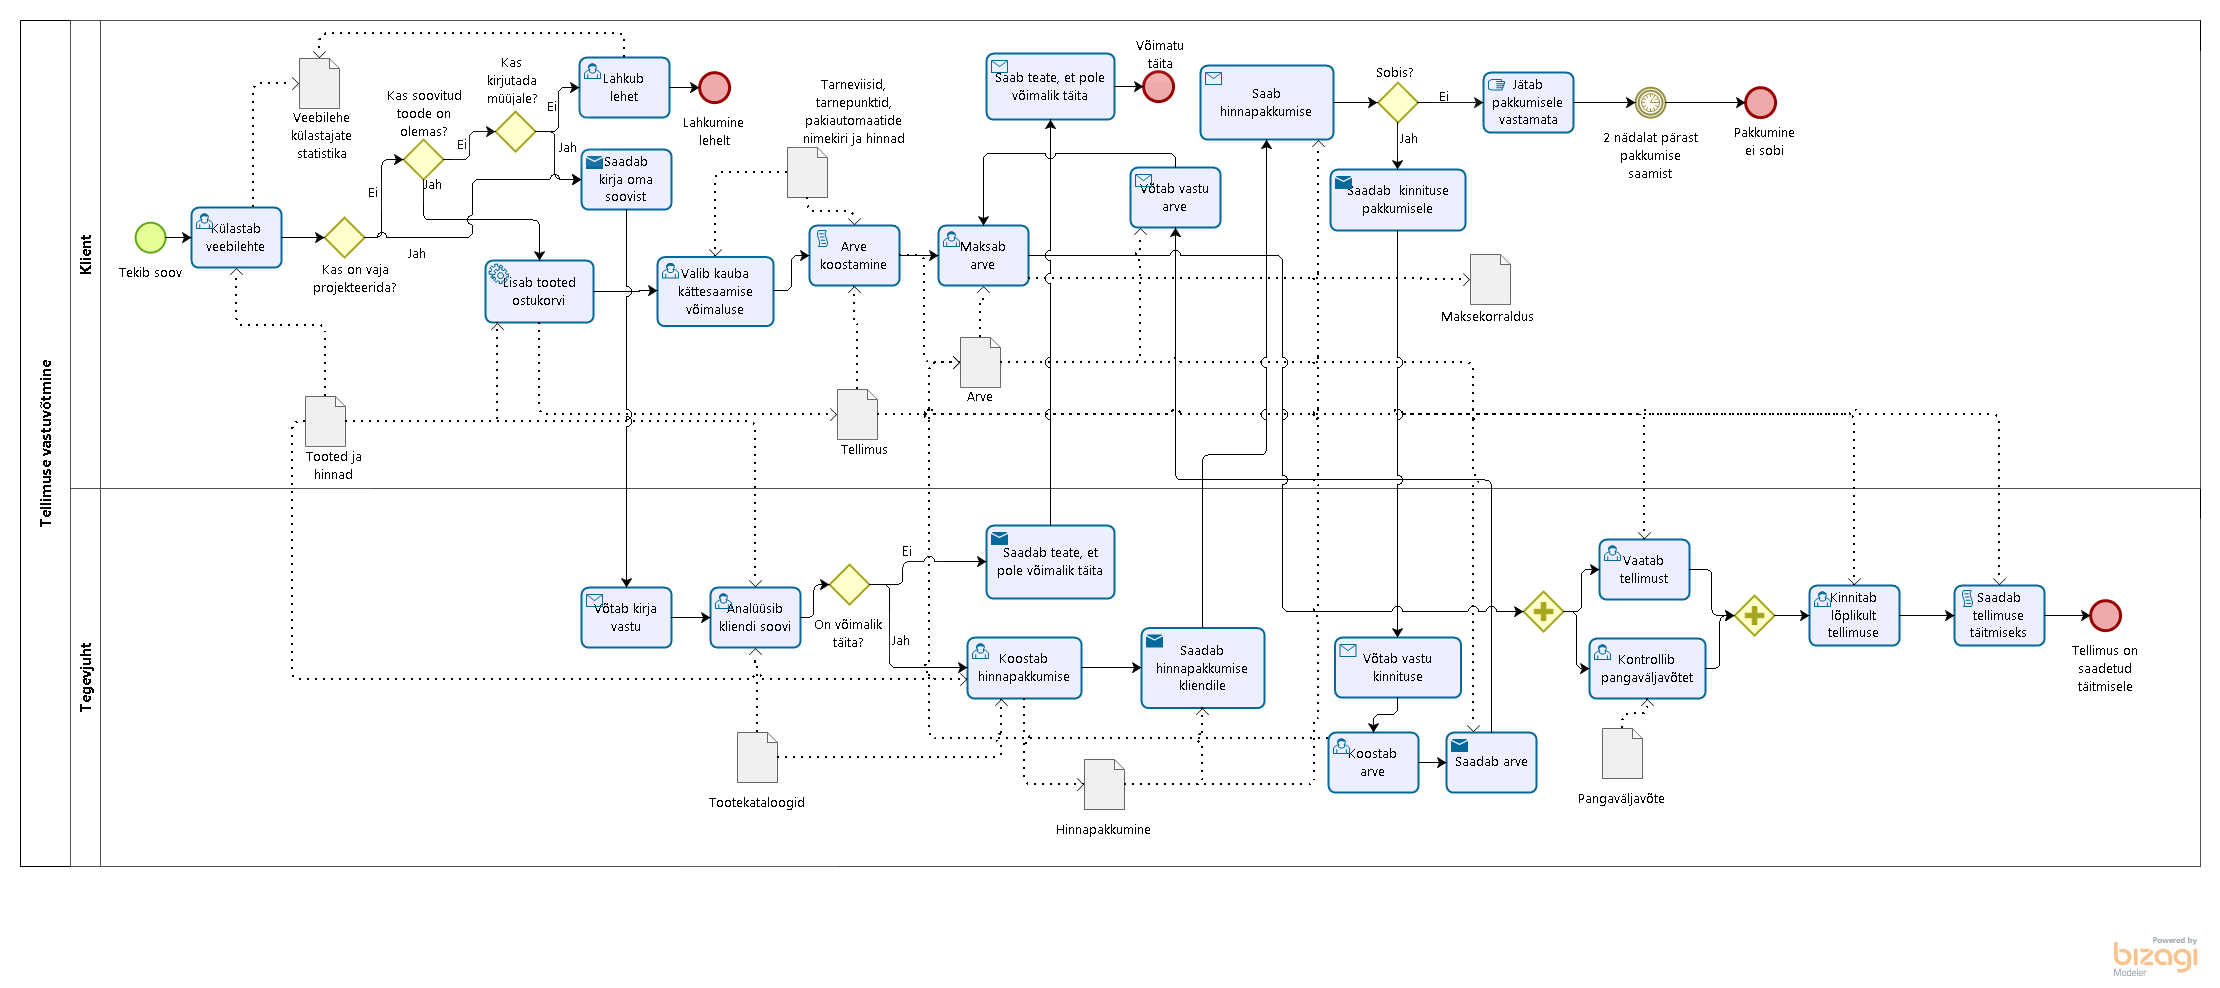 Tellimuse vastuvõtmine
Klient
Tegevjuht
Tekib soov
Külastab
veebilehte
Veebilehe
külastajate
statistika
Kas on vaja
projekteerida?
Ei
Jah
Kas soovitud
toode on
olemas?
Ei
Jah
Kas
kirjutada
müüjale?
Ei
Jah
Lahkub
lehet
Lahkumine
lehelt
Saadab
kirja oma
soovist
Lisab tooted
ostukorvi
Valib kauba
kättesaamise
võimaluse
Tarneviisid,
tarnepunktid,
pakiautomaatide
nimekiri ja hinnad
Arve
koostamine
Maksab
arve
Saab teate, et pole
võimalik täita
Võimatu
täita
Võtab vastu
arve
Saab
hinnapakkumise
Sobis?
Ei
Jah
Jätab
pakkumisele
vastamata
2 nädalat pärast
pakkumise
saamist
Pakkumine
ei sobi
Saadab kinnituse
pakkumisele
Maksekorraldus
Arve
Tellimus
Tooted ja
hinnad
Võtab kirja
vastu
Analüüsib
kliendi soovi
On võimalik
täita?
Ei
Jah
Saadab teate, et
pole võimalik täita
Koostab
hinnapakkumise
Saadab
hinnapakkumise
kliendile
Võtab vastu
kinnituse
Koostab
arve
Saadab arve
Tootekataloogid
Hinnapakkumine
Vaatab
tellimust
Kontrollib
pangaväljavõtet
Pangaväljavõte
Kinnitab
lõplikult
tellimuse
Saadab
tellimuse
täitmiseks
Tellimus on
saadetud
täitmisele
Powered by
bizagi
Modeler